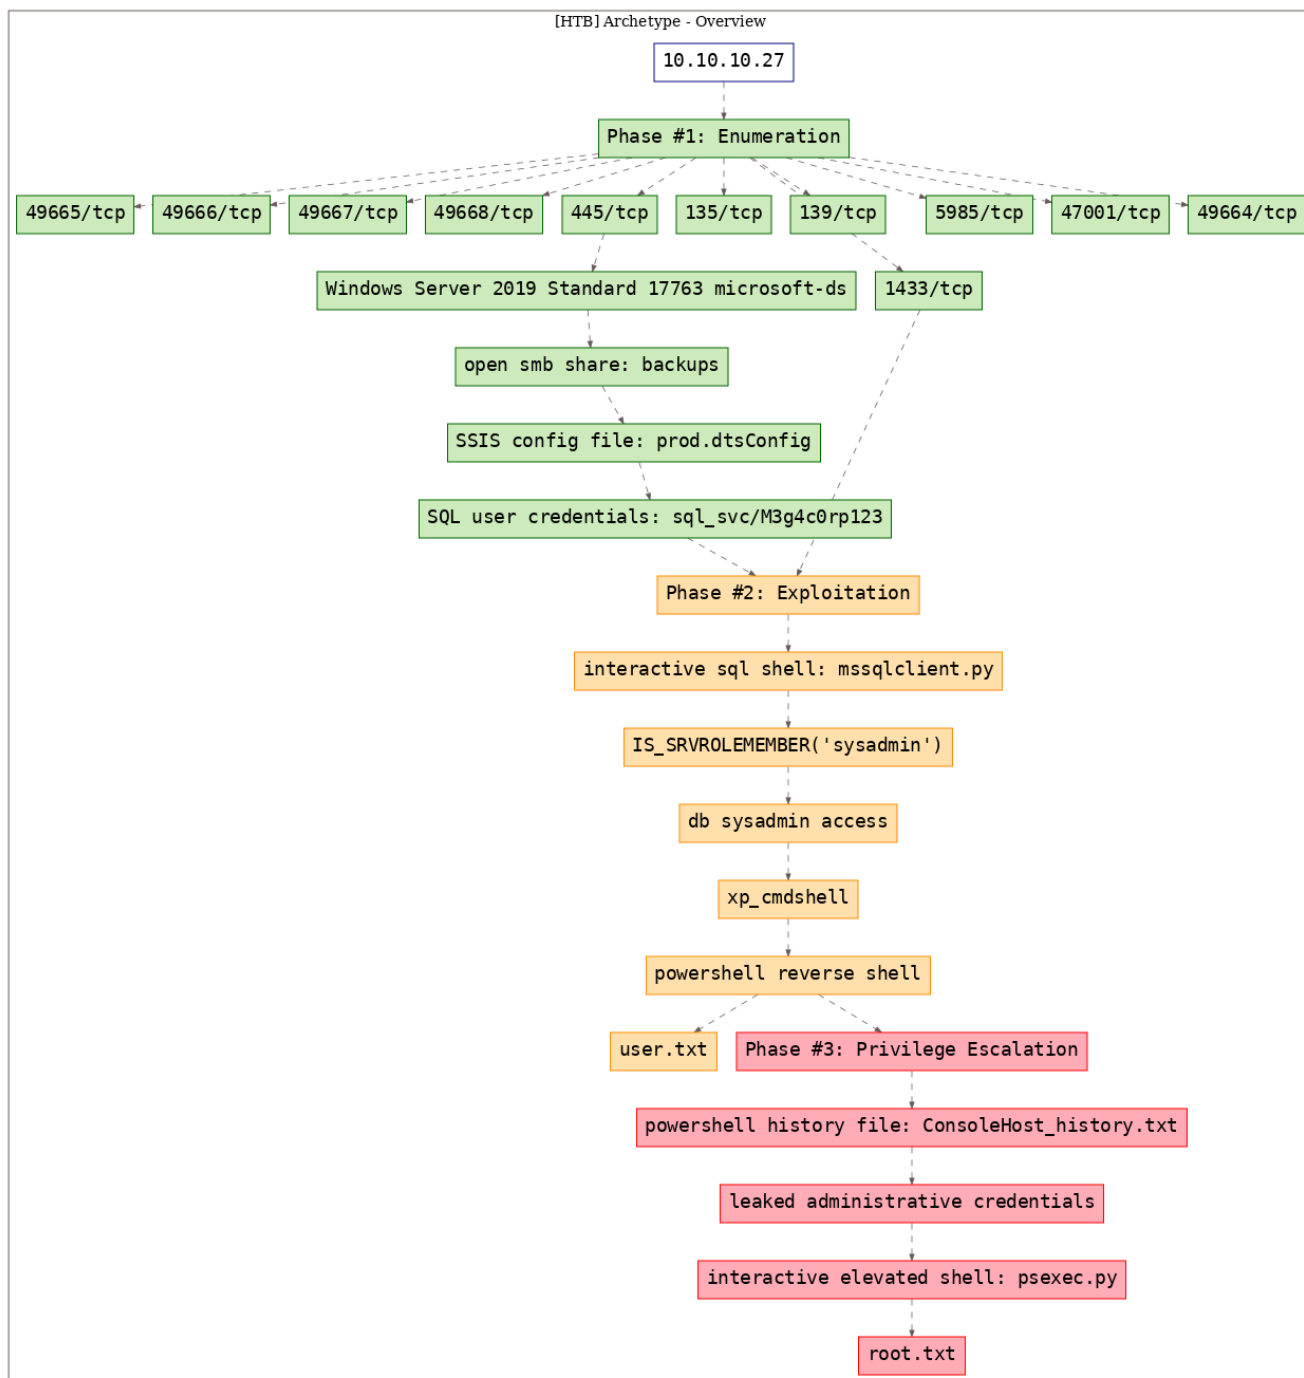 [HTB] Archetype - Overview
10.10.10.27
Phase #1: Enumeration
49665/tcp
49666/tcp
49667/tcp
49668/tcp
445/tcp
135/tcp
139/tcp
5985/tcp
47001/tcp
49664/tcp
Windows Server 2019 Standard 17763 microsoft-ds
1433/tcp
open smb share: backups
SSIS config file: prod.dtsConfig
SQL user credentials: sql_svc/M3g4c0rp123
Phase #2: Exploitation
interactive sql shell: mssqlclient.py
IS_SRVROLEMEMBER('sysadmin')
db sysadmin access
xp_cmdshell
powershell reverse shell
user.txt
Phase #3: Privilege Escalation
powershell history file: ConsoleHost_history.txt
leaked administrative credentials
interactive elevated shell: psexec.py
root.txt